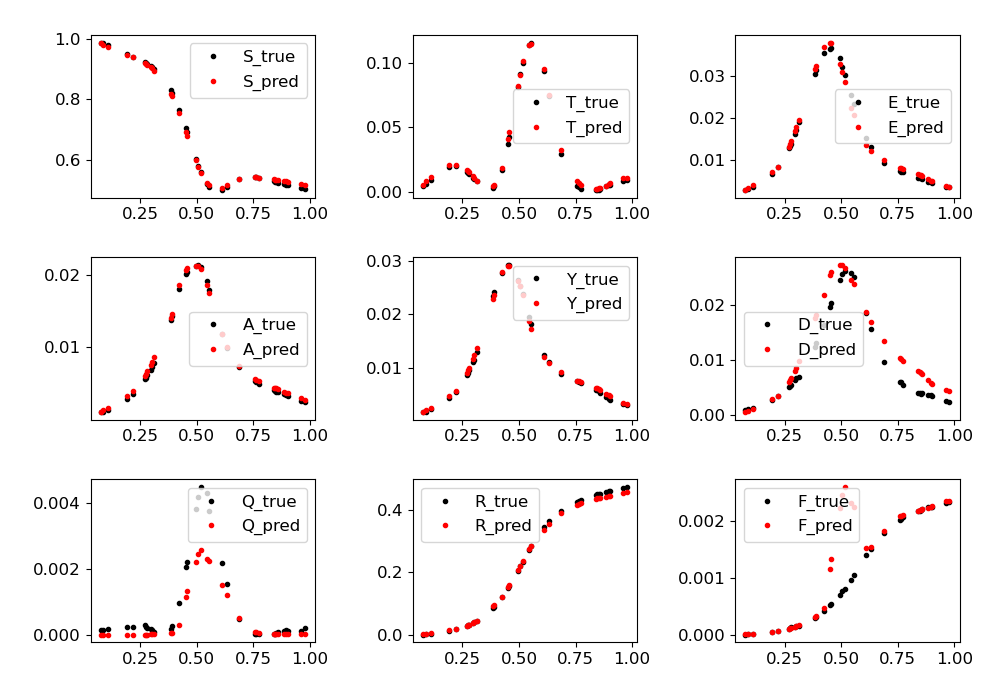 1.0
0.8
0.6
0.25 0.50 0.75 1.00
S_true
S_pred
0.10
0.05
0.00
0.25 0.50 0.75 1.00
T_true
T_pred
0.03
0.02
0.01
0.25 0.50 0.75 1.00
E_true
E_pred
0.02
0.01
0.25 0.50 0.75 1.00
A_true
A_pred
0.03
0.02
0.01
0.25 0.50 0.75 1.00
Y_true
Y_pred
0.02
0.01
0.00
0.25 0.50 0.75 1.00
D_true
D_pred
0.004
0.002
0.000
0.25 0.50 0.75 1.00
Q_true
Q_pred
0.4
0.2
0.0
0.25 0.50 0.75 1.00
R_true
R_pred
0.002
0.001
0.000
0.25 0.50 0.75 1.00
F_true
F_pred